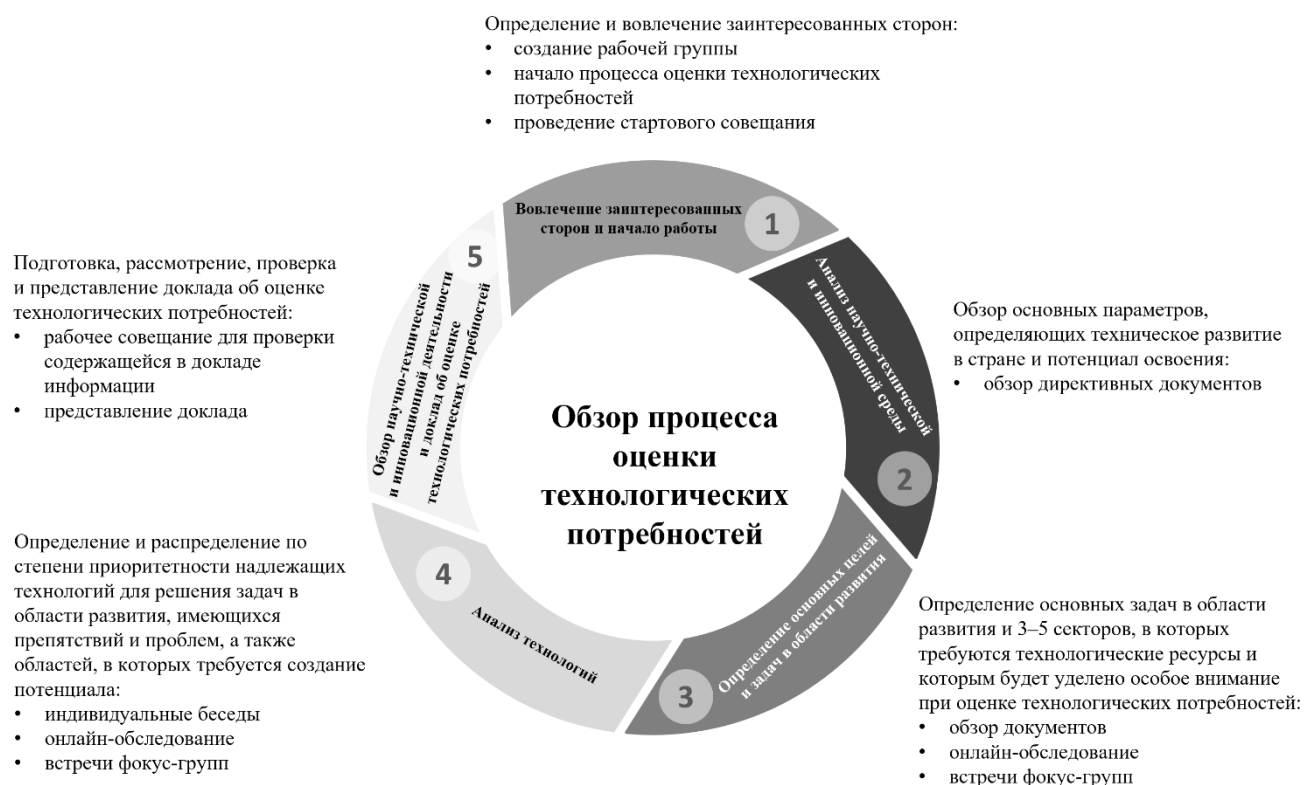 Определение и вовлечение заинтересованных сторон:
• создание рабочей группы
• начало процесса оценки технологических
потребностей
• проведение стартового совещания
Вовлечение заинтересованных
сторон и начало работы
1
Анализ научно-технической
и инновационной среды
2
Обзор основных параметров,
определяющих техническое развитие
в стране и потенциал освоения:
• обзор директивных документов
Определение основных целей
и задач в области развития
3
Определение основных задач в области
развития и 3–5 секторов, в которых
требуются технологические ресурсы и
которым будет уделено особое внимание
при оценке технологических потребностей:
• обзор документов
• онлайн-обследование
• встречи фокус-групп
4
Анализ технологий
Определение и распределение по
степени приоритетности надлежащих
технологий для решения задач в
области развития, имеющихся
препятствий и проблем, а также
областей, в которых требуется создание
потенциала:
• индивидуальные беседы
• онлайн-обследование
• встречи фокус-групп
5
Обзор научно-технической
и инновационной деятельности
и доклад об оценке
технологических потребностей
Подготовка, рассмотрение, проверка
и представление доклада об оценке
технологических потребностей:
• рабочее совещание для проверки
содержащейся в докладе
информации
• представление доклада
Обзор процесса
оценки
технологических
потребностей